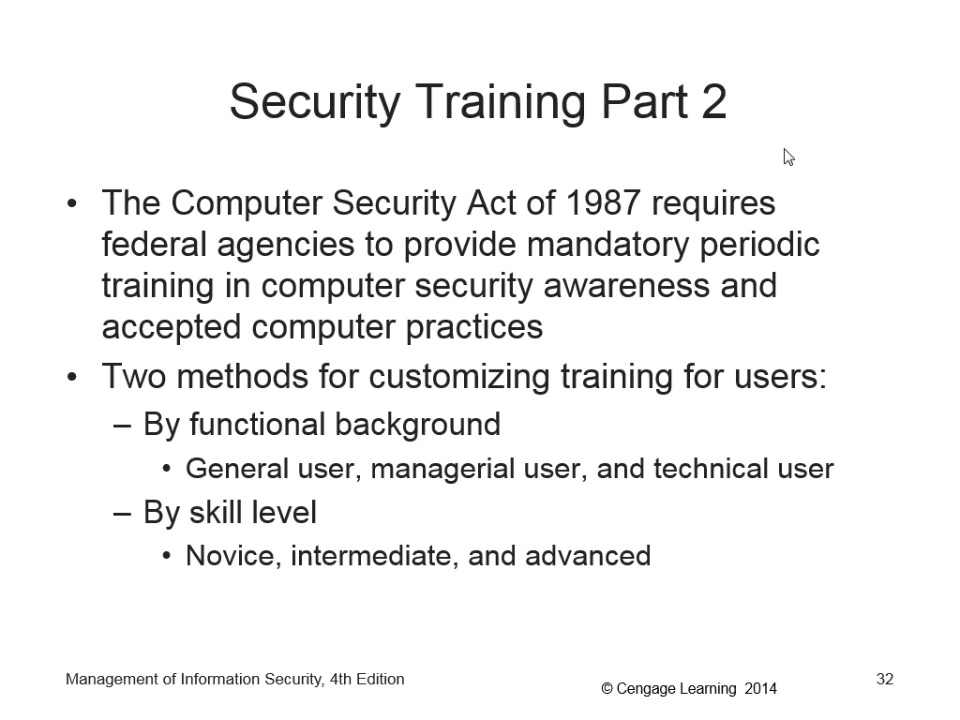 Security Training Part 2
• The Computer Security Act of 1987 requires
federal agencies to provide mandatory periodic
training in computer security awareness and
accepted computer practices
• Two methods for customizing training for users:
– By functional background
• General user, managerial user, and technical user
– By skill level
• Novice, intermediate, and advanced
Management of Information Security, 4th Edition
© Cengage Learning 2014
32